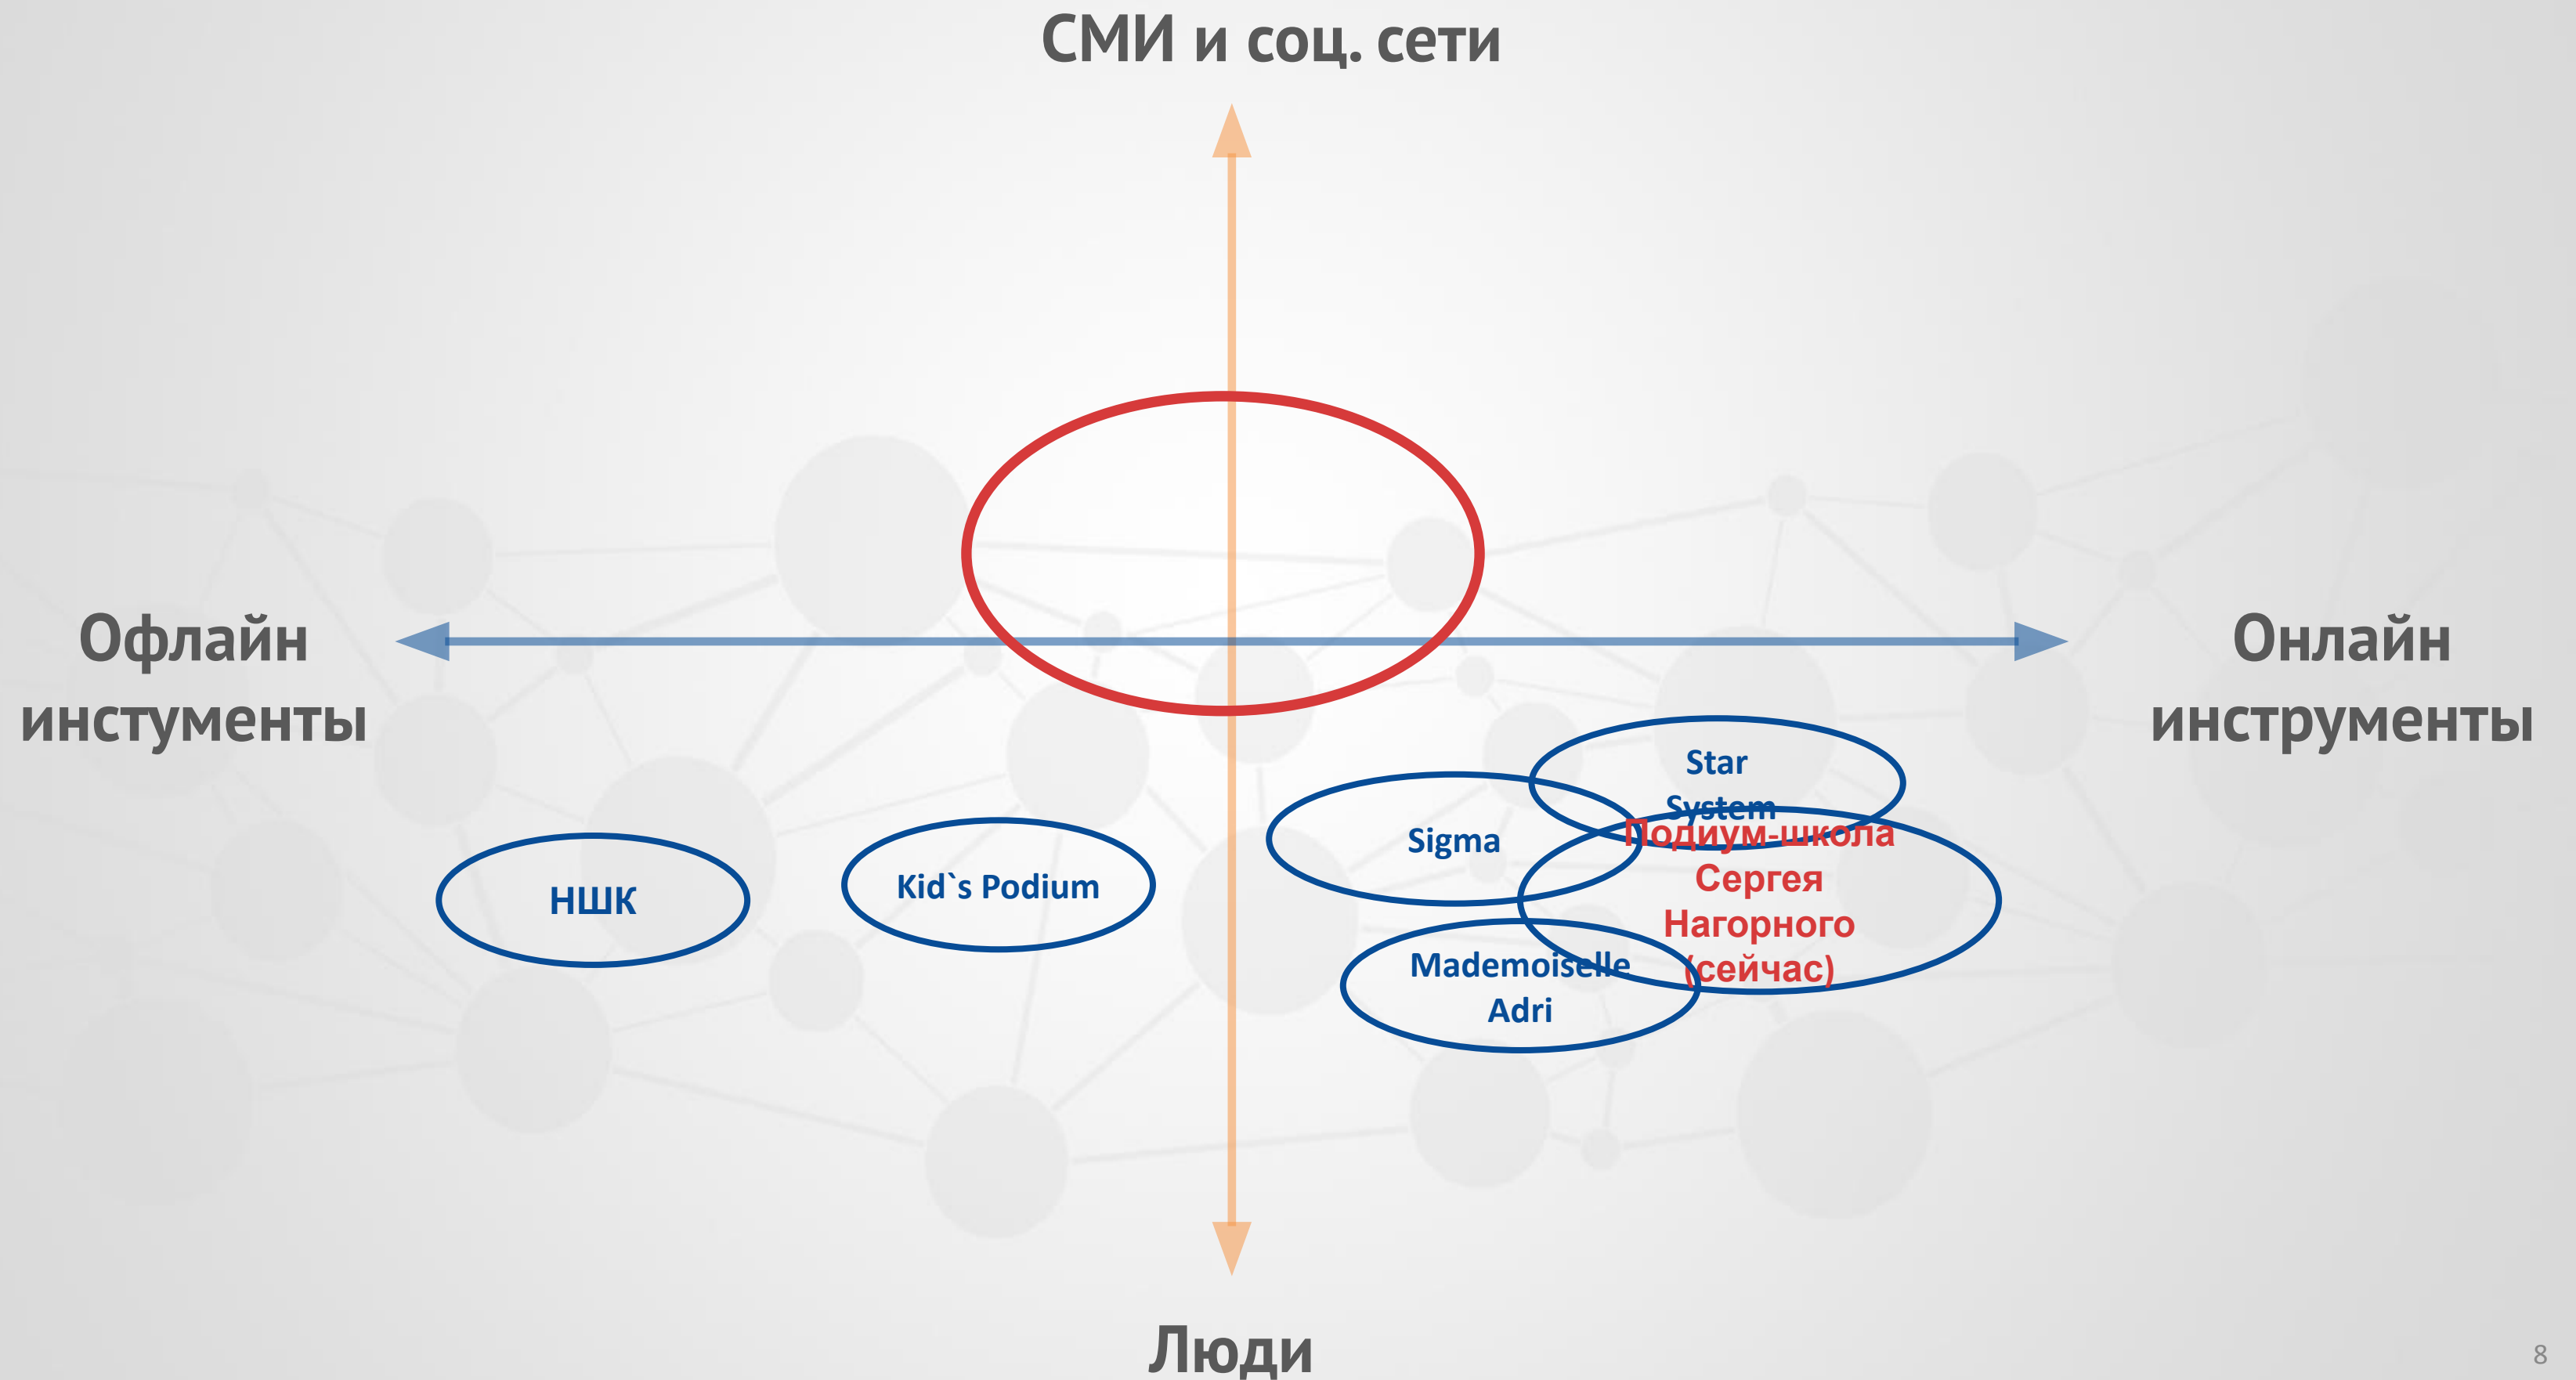 СМИ и соц. сети
Офлайн
инстументы
Онлайн
инструменты
Star
System
Sigma
Подиум-школа
Сергея
Нагорного
(сейчас)
Kid`s Podium
НШК
Mademoiselle
Adri
Люди
8